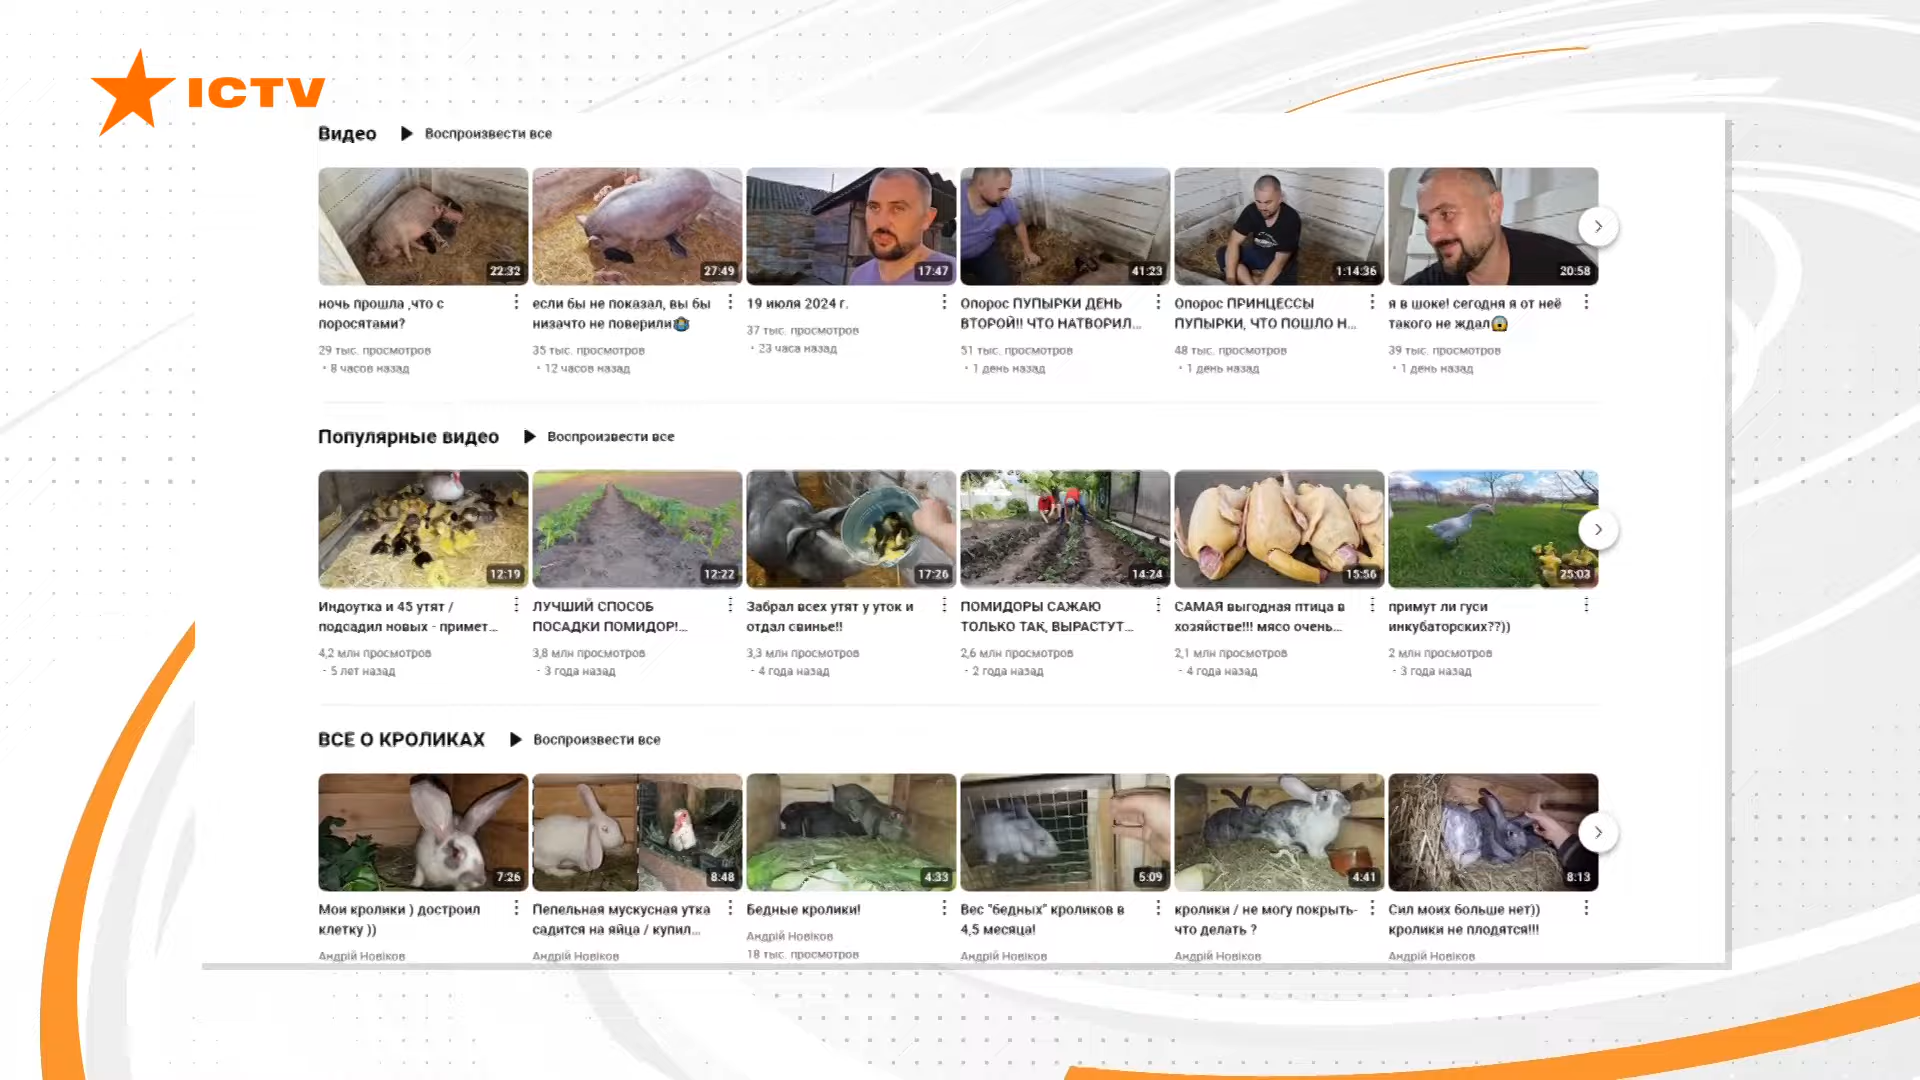 ICTV
Видео
Воспроизвести все
22:32
27:49
17:47
41:23
1:14:36
20:58
ночь прошла ,что с
поросятами?
29 тыс. просмотров
• 8 часов назад
если бы не показал, вы бы
низачто не поверили🤷
35 тыс. просмотров
• 12 часов назад
19 июля 2024 г.
37 тыс. просмотров
• 23 часа назад
Опорос ПУПЫРКИ ДЕНЬ
ВТОРОЙ!! ЧТО НАТВОРИЛ...
51 тыс. просмотров
• 1 день назад
Опорос ПРИНЦЕССЫ
ПУПЫРКИ, ЧТО ПОШЛО Н...
48 тыс. просмотров
• 1 день назад
я в шоке! сегодня я от неё
такого не ждал😱
39 тыс. просмотров
• 1 день назад
Популярные видео
Воспроизвести все
12:19
12:22
17:26
14:24
15:56
25:03
Индоутка и 45 утят /
подсадил новых - примет...
4,2 млн просмотров
• 5 лет назад
ЛУЧШИЙ СПОСОБ
ПОСАДКИ ПОМИДОР!...
3,8 млн просмотров
• 3 года назад
Забрал всех утят у уток и
отдал свинье!!
3,3 млн просмотров
• 4 года назад
ПОМИДОРЫ САЖАЮ
ТОЛЬКО ТАК, ВЫРАСТУТ...
2,6 млн просмотров
• 2 года назад
САМАЯ выгодная птица в
хозяйстве!!! мясо очень...
2,1 млн просмотров
• 4 года назад
примут ли гуси
инкубаторских??))
2 млн просмотров
• 3 года назад
ВСЕ О КРОЛИКАХ
Воспроизвести все
7:26
8:48
4:33
5:09
4:41
8:13
Мои кролики ) достроил
клетку ))
Андрій Новіков
Пепельная мускусная утка
садится на яйца / купил...
Андрій Новіков
Бедные кролики!
Андрій Новіков
18 тыс. просмотров
Вес "бедных" кроликов в
4,5 месяца!
Андрій Новіков
кролики / не могу покрыть-
что делать ?
Андрій Новіков
Сил моих больше нет))
кролики не плодятся!!!
Андрій Новіков